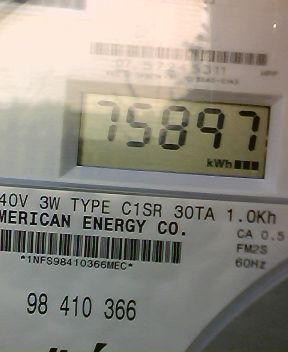 75897
kWh
40V 3W TYPE C1SR 30TA 1.0Kh
MERICAN ENERGY CO.
CA 0.5
FM2S
60Hz
*1NFS98410366MEC*
98 410 366